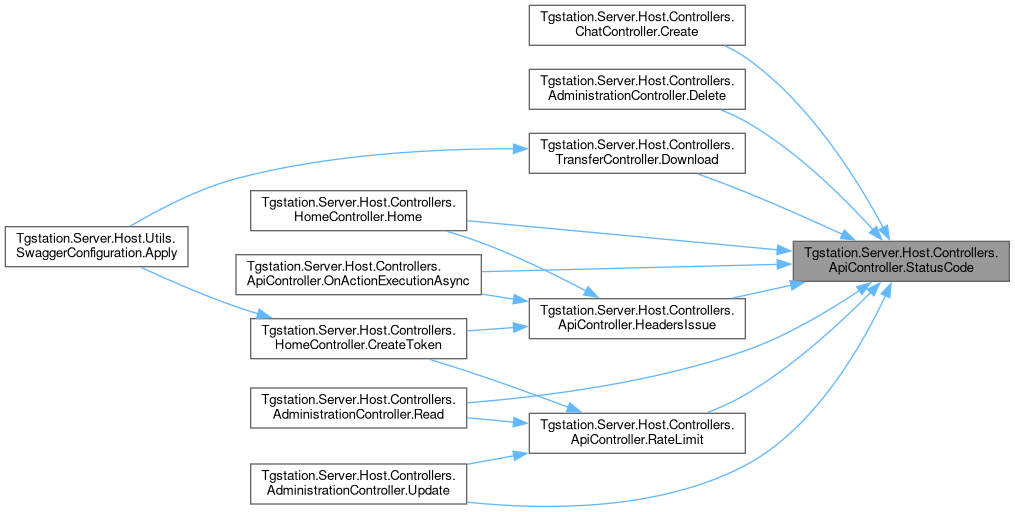 Tgstation.Server.Host.Controllers.
ChatController.Create
Tgstation.Server.Host.Controllers.
AdministrationController.Delete
Tgstation.Server.Host.Controllers.
TransferController.Download
Tgstation.Server.Host.Controllers.
HomeController.Home
Tgstation.Server.Host.Utils.
SwaggerConfiguration.Apply
Tgstation.Server.Host.Controllers.
ApiController.StatusCode
Tgstation.Server.Host.Controllers.
ApiController.OnActionExecutionAsync
Tgstation.Server.Host.Controllers.
ApiController.HeadersIssue
Tgstation.Server.Host.Controllers.
HomeController.CreateToken
Tgstation.Server.Host.Controllers.
AdministrationController.Read
Tgstation.Server.Host.Controllers.
ApiController.RateLimit
Tgstation.Server.Host.Controllers.
AdministrationController.Update